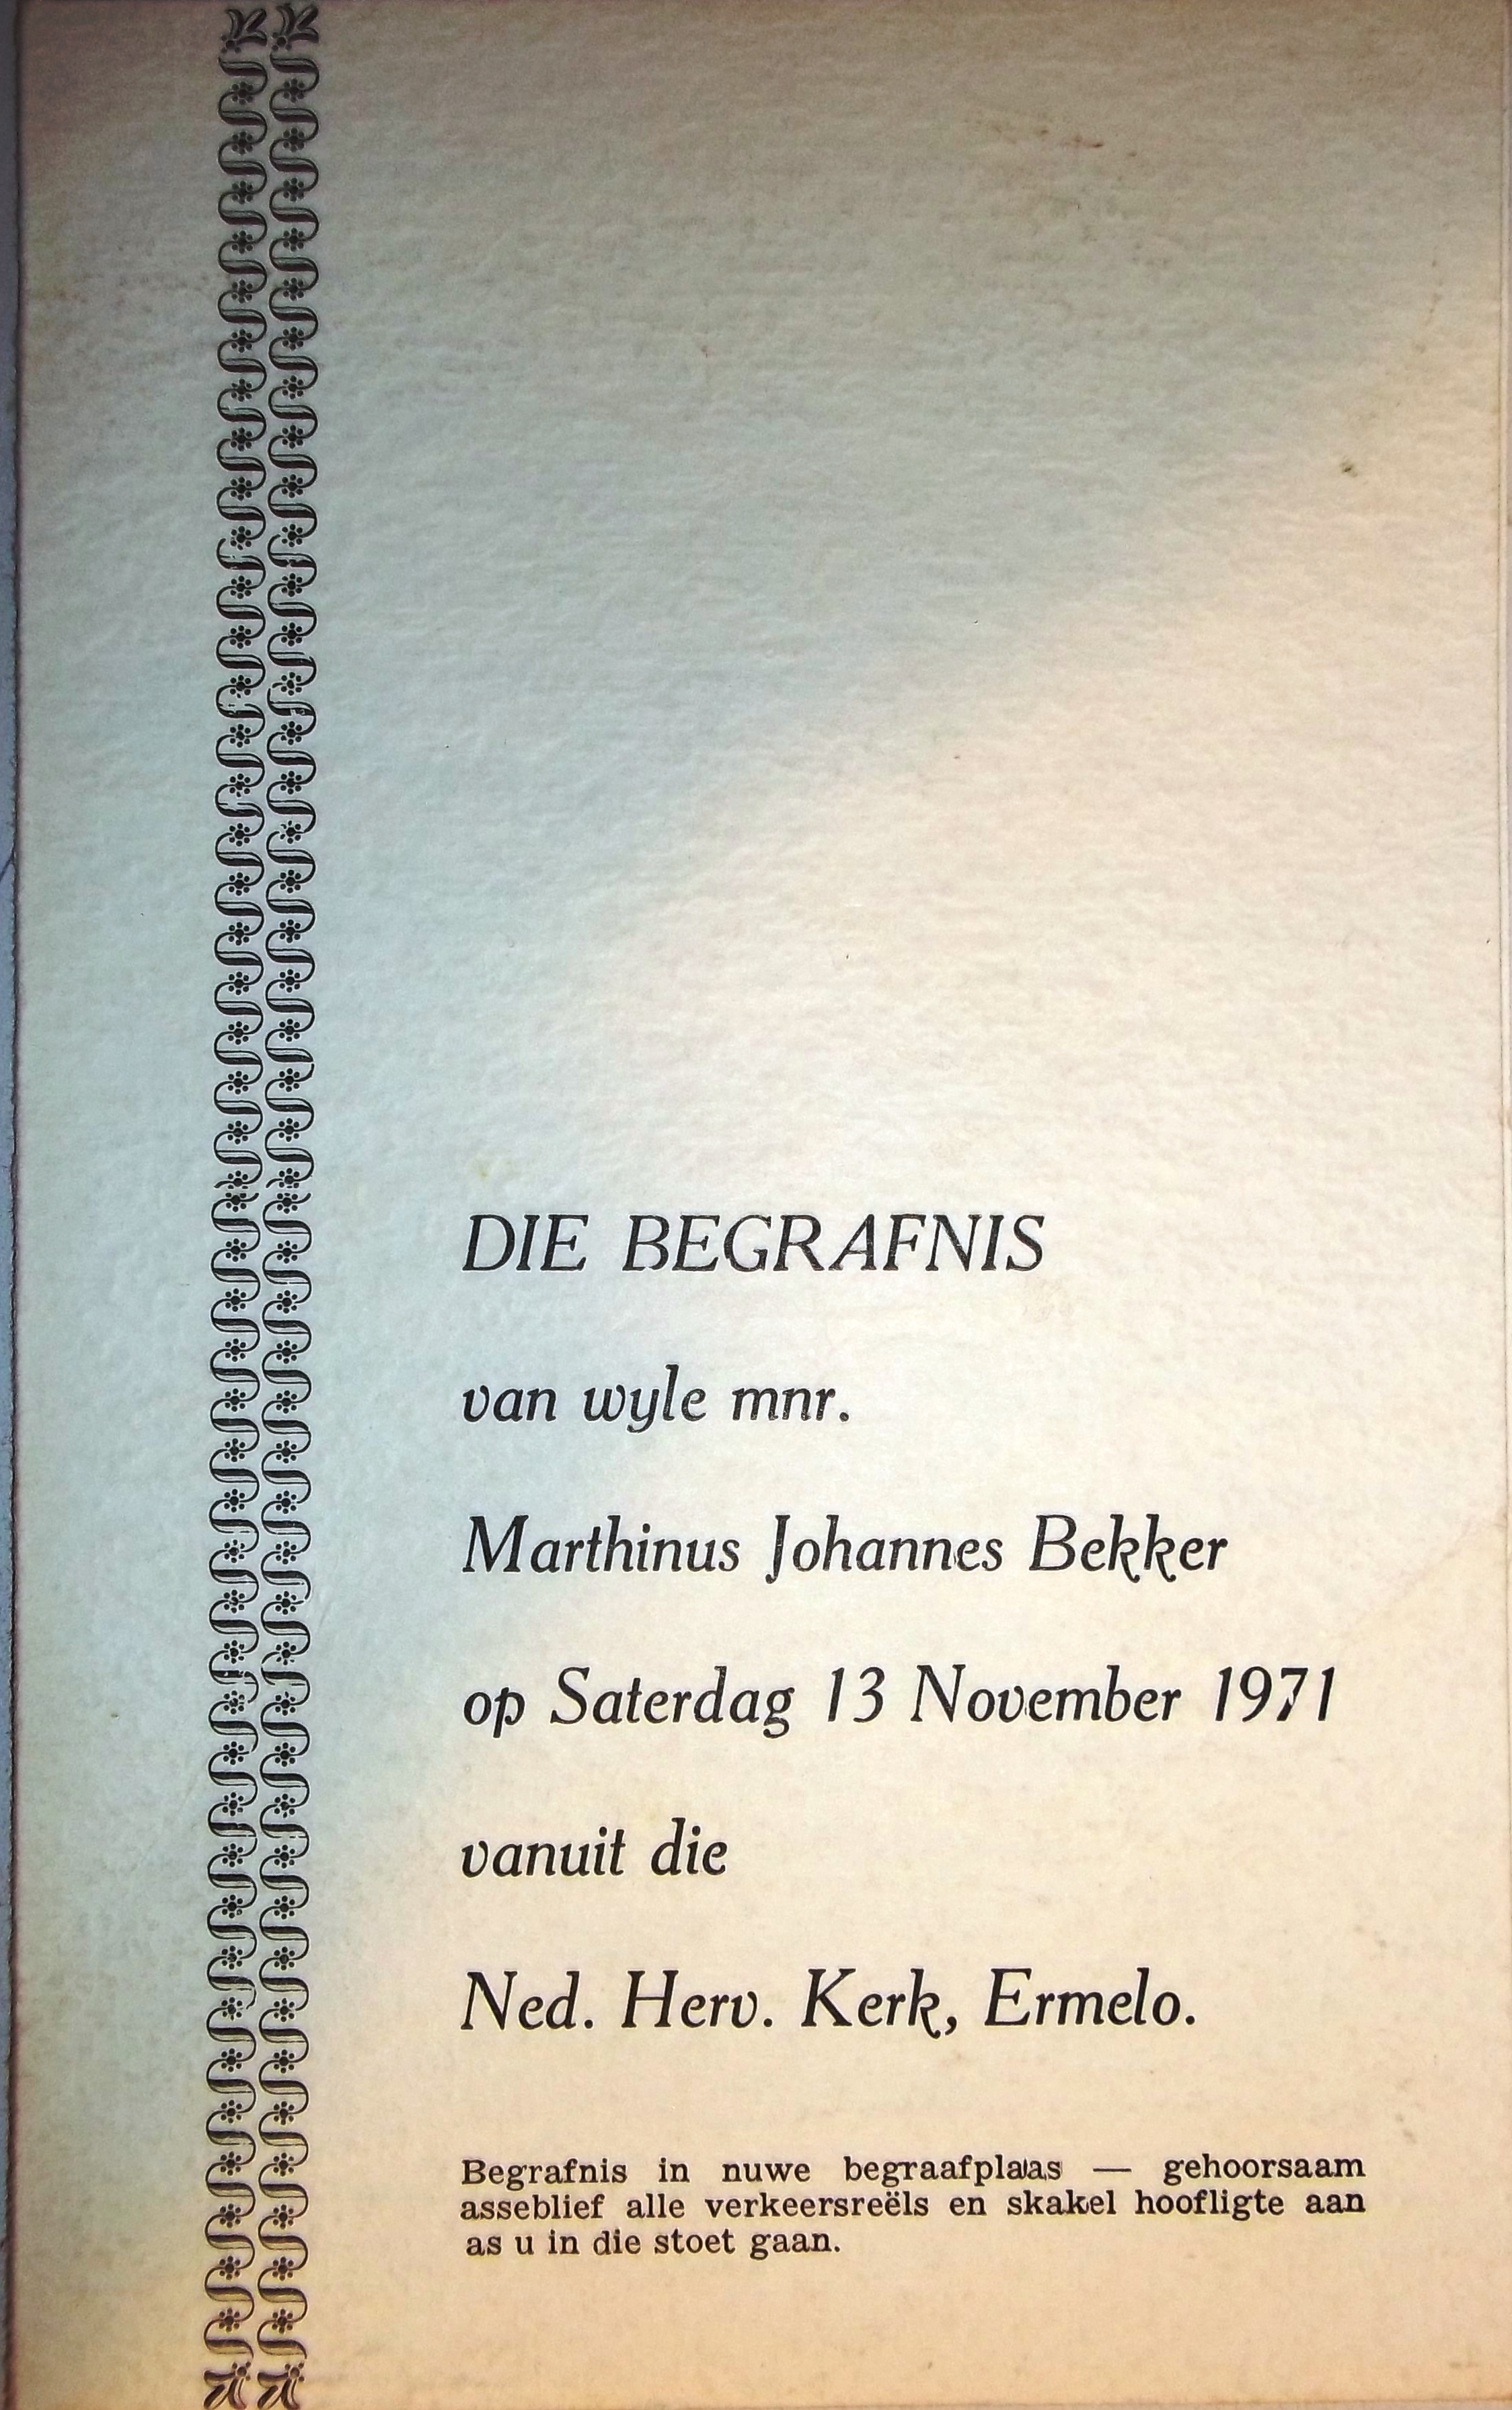 DIE BEGRAFNIS
van wyle mnr.
Marthinus Johannes Bekker
op Saterdag 13 November 1971
vanuit die
Ned. Herv. Kerk, Ermelo.
Begrafnis in nuwe begraafplaas — gehoorsaam
asseblief alle verkeersreëls en skakel hoofligte aan
as u in die stoet gaan.